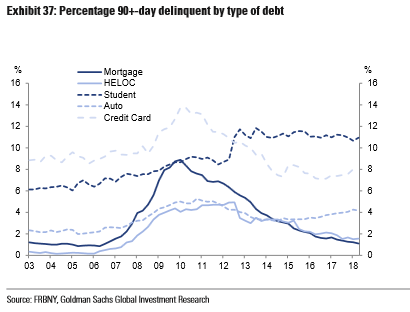 Exhibit 37: Percentage 90+-day delinquent by type of debt
% %
Mortgage
HELOC
Student
Auto
Credit Card
16 16
14 14
12 12
10 10
8 8
6 6
4 4
2 2
0 0
03 04 05 06 07 08 09 10 11 12 13 14 15 16 17 18
Source: FRBNY, Goldman Sachs Global Investment Research